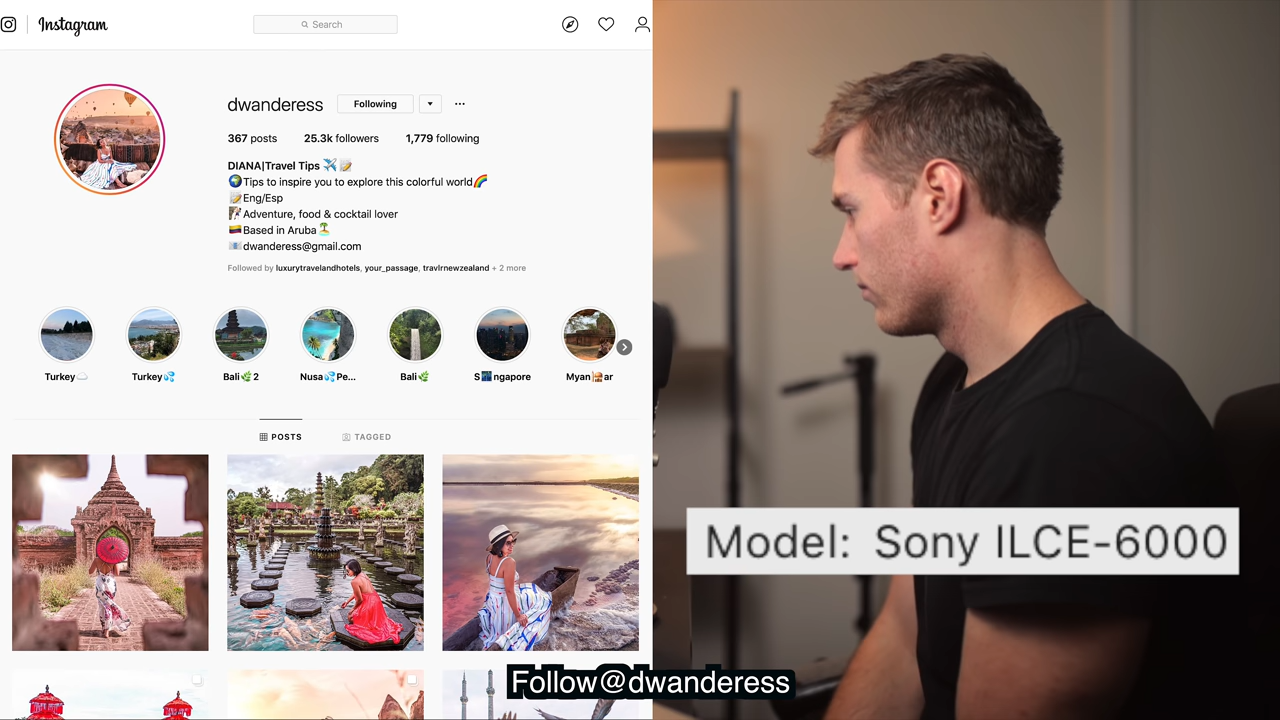 Instagram
Search
dwanderess
Following
367 posts 25.3k followers 1,779 following
DIANA|Travel Tips ✈️ 📝
🌍Tips to inspire you to explore this colorful world🌈
📝Eng/Esp
Adventure, food & cocktail lover
🇨🇴Based in Aruba🏝️
📧dwanderess@gmail.com
Followed by luxurytravelandhotels, your_passage, travlrnewzealand + 2 more
Turkey☁️ Turkey💦 Bali🌿2 Nusa💦Pe... Bali🌿 S🌃ngapore Myan🕌ar
POSTS TAGGED
Model: Sony ILCE-6000
Follow@dwanderess